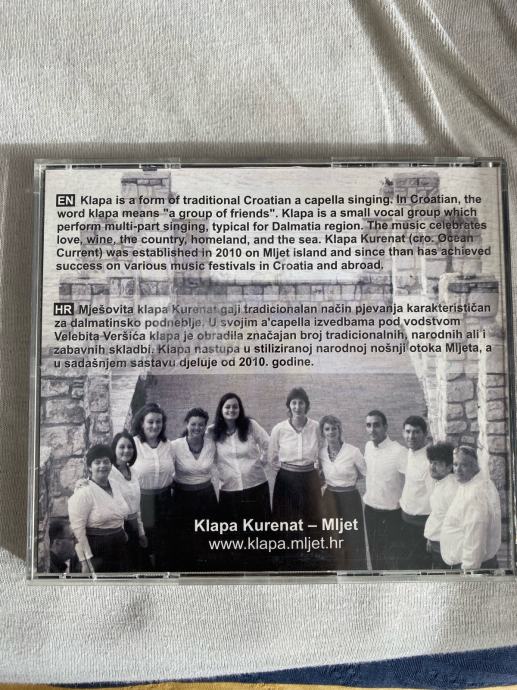 EN Klapa is a form of traditional Croatian a capella singing. In Croatian, the
word klapa means "a group of friends". Klapa is a small vocal group which
perform multi-part singing, typical for Dalmatia region. The music celebrates
love, wine, the country, homeland, and the sea. Klapa Kurenat (cro. Ocean
Current) was established in 2010 on Mljet island and since than has achieved
success on various music festivals in Croatia and abroad.
HR Mješovita klapa Kurenat gaji tradicionalan način pjevanja karakterističan
za dalmatinsko podneblje. U svojim a'capella izvedbama pod vodstvom
Velebita Veršića klapa je obradila značajan broj tradicionalnih, narodnih ali i
zabavnih skladbi. Klapa nastupa u stiliziranoj narodnoj nošnji otoka Mljeta, a
u sadašnjem sastavu djeluje od 2010. godine.
Klapa Kurenat – Mljet
www.klapa.mljet.hr